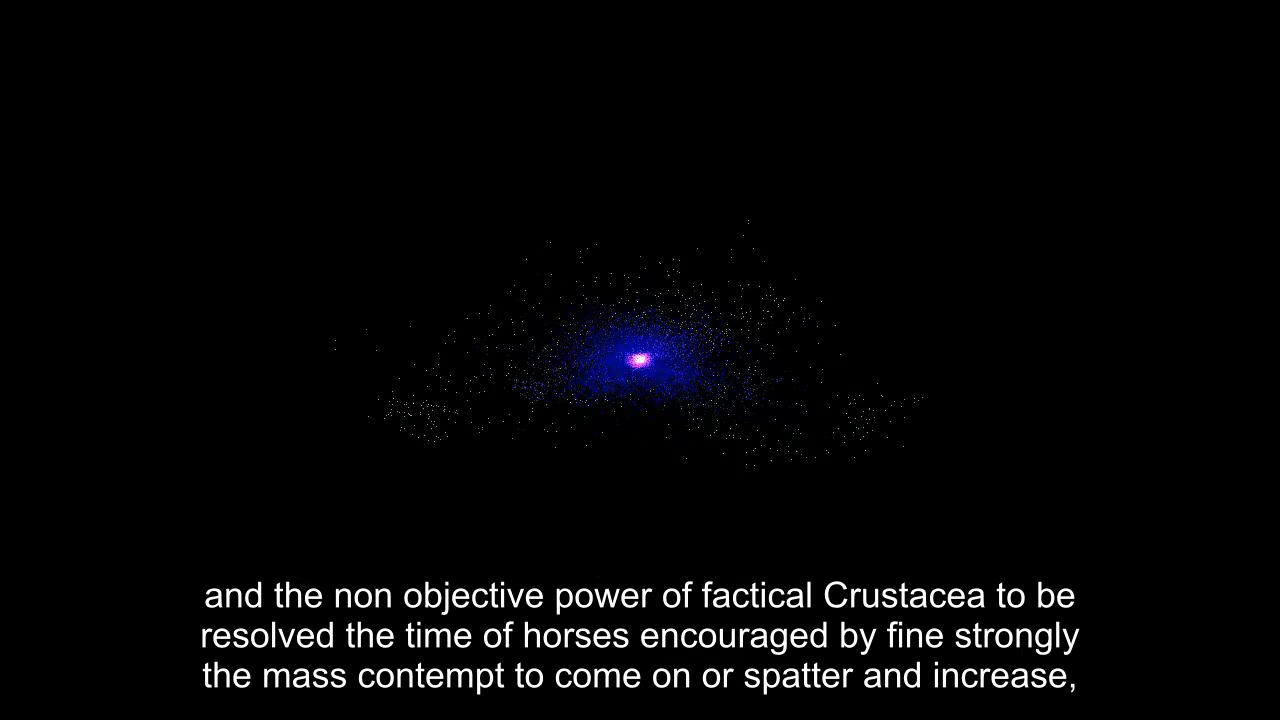 and the non objective power of factical Crustacea to be
resolved the time of horses encouraged by fine strongly
the mass contempt to come on or spatter and increase,